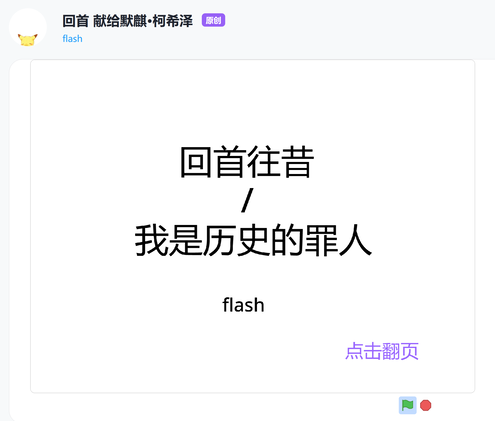 回首 献给默麒•柯希泽 原创
flash
回首往昔
/
我是历史的罪人
flash
点击翻页